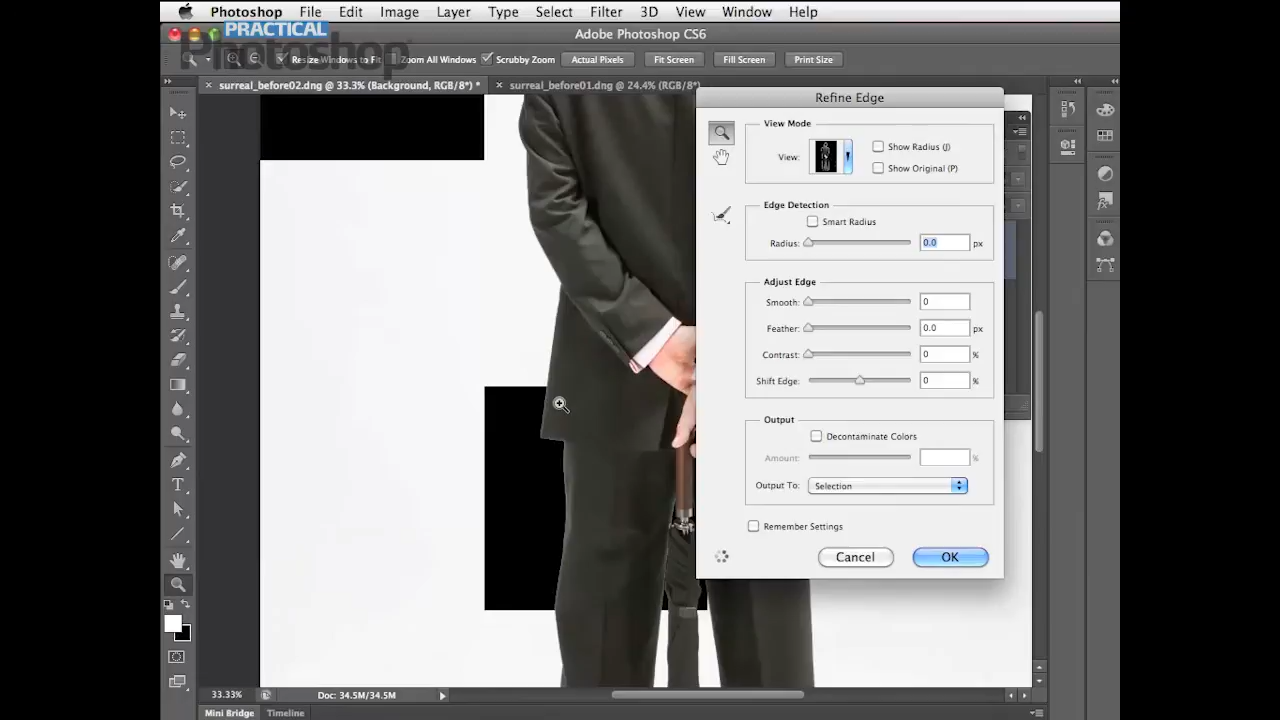 Photoshop File Edit Image Layer Type Select Filter 3D View Window Help
PRACTICAL
Photoshop
Adobe Photoshop CS6
Resize Windows to Fit Zoom All Windows Scrubby Zoom Actual Pixels Fit Screen Fill Screen Print Size
surreal_before02.dng @ 33.3% (Background, RGB/8*) * surreal_before01.dng @ 24.4% (RGB/8*)
Refine Edge
View Mode
View:
Show Radius (J)
Show Original (P)
Edge Detection
Smart Radius
Radius: 0.0 px
Adjust Edge
Smooth: 0
Feather: 0.0 px
Contrast: 0 %
Shift Edge: 0 %
Output
Decontaminate Colors
Amount: %
Output To: Selection
Remember Settings
Cancel OK
33.33% Doc: 34.5M/34.5M
Mini Bridge Timeline